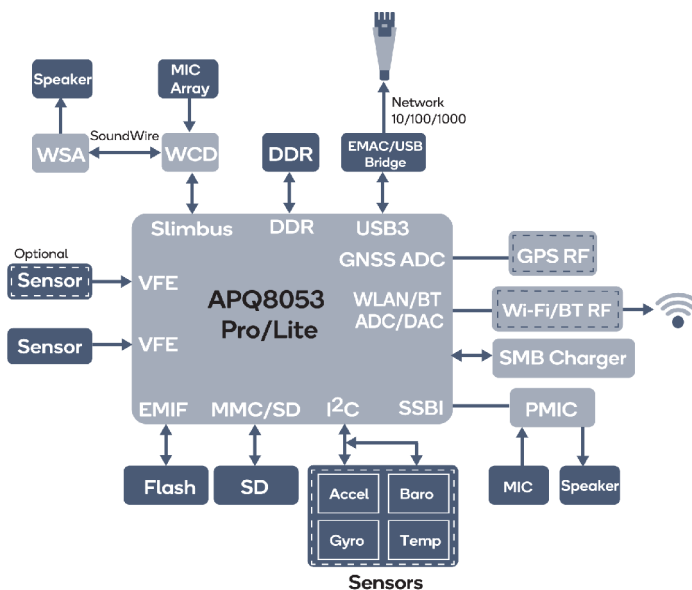 Network
10/100/1000
Speaker
MIC
Array
SoundWire
WSA
WCD
DDR
EMAC/USB
Bridge
Slimbus
DDR
USB3
GNSS ADC
GPS RF
Optional
Sensor
VFE
APQ8053
Pro/Lite
WLAN/BT
ADC/DAC
Wi-Fi/BT RF
Sensor
VFE
SMB Charger
EMIF
MMC/SD
I²C
SSBI
PMIC
Flash
SD
Accel
Baro
Gyro
Temp
MIC
Speaker
Sensors